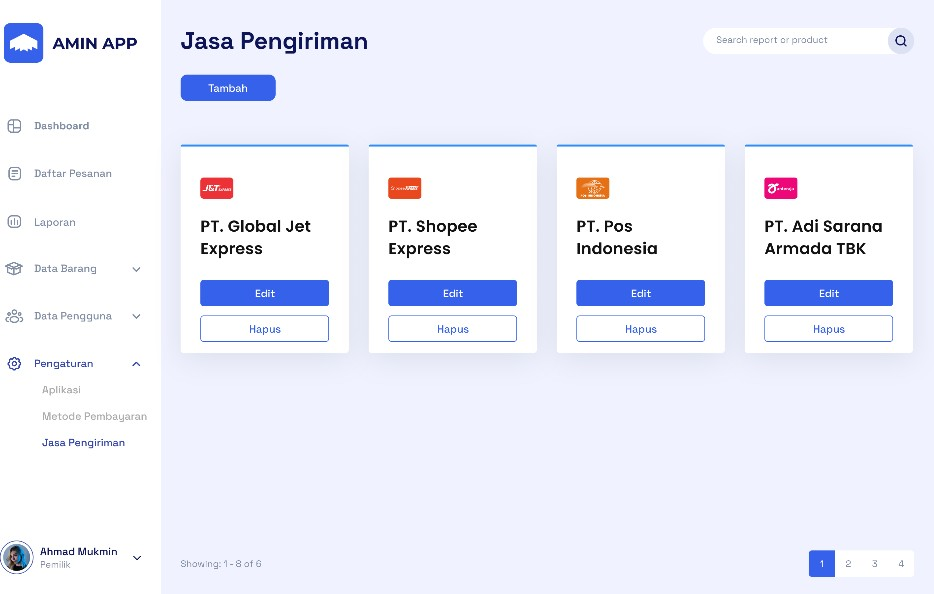 AMIN APP
Dashboard
Daftar Pesanan
Laporan
Data Barang
Data Pengguna
Pengaturan
Aplikasi
Metode Pembayaran
Jasa Pengiriman
Ahmad Mukmin
Pemilik
Jasa Pengiriman
Search report or product
Tambah
J&T
PT. Global Jet
Express
Edit
Hapus
PT. Shopee
Express
Edit
Hapus
PT. Pos
Indonesia
Edit
Hapus
PT. Adi Sarana
Armada TBK
Edit
Hapus
Showing: 1 - 8 of 6
1 2 3 4